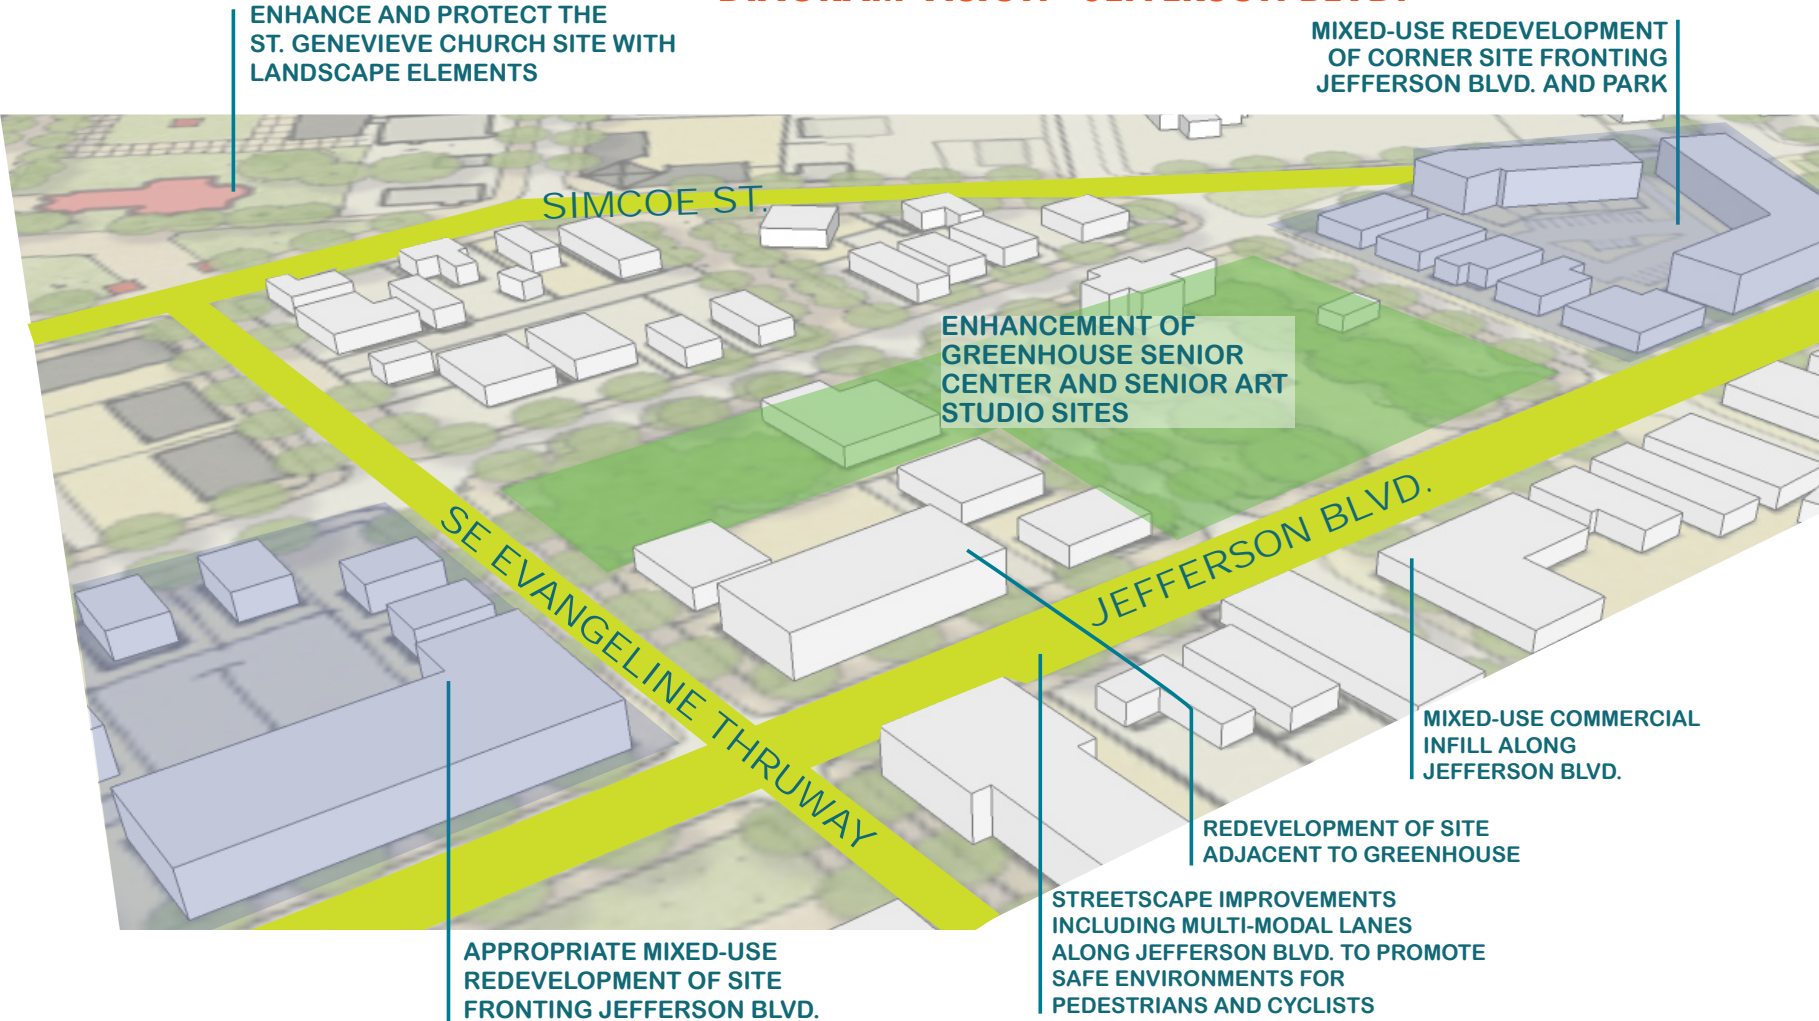 DIAGRAM VISION - JEFFERSON BLVD.
ENHANCE AND PROTECT THE
ST. GENEVIEVE CHURCH SITE WITH
LANDSCAPE ELEMENTS
MIXED-USE REDEVELOPMENT
OF CORNER SITE FRONTING
JEFFERSON BLVD. AND PARK
SIMCOE ST.
ENHANCEMENT OF
GREENHOUSE SENIOR
CENTER AND SENIOR ART
STUDIO SITES
SE EVANGELINE THRUWAY
JEFFERSON BLVD.
MIXED-USE COMMERCIAL
INFILL ALONG
JEFFERSON BLVD.
REDEVELOPMENT OF SITE
ADJACENT TO GREENHOUSE
STREETSCAPE IMPROVEMENTS
INCLUDING MULTI-MODAL LANES
ALONG JEFFERSON BLVD. TO PROMOTE
SAFE ENVIRONMENTS FOR
PEDESTRIANS AND CYCLISTS
APPROPRIATE MIXED-USE
REDEVELOPMENT OF SITE
FRONTING JEFFERSON BLVD.